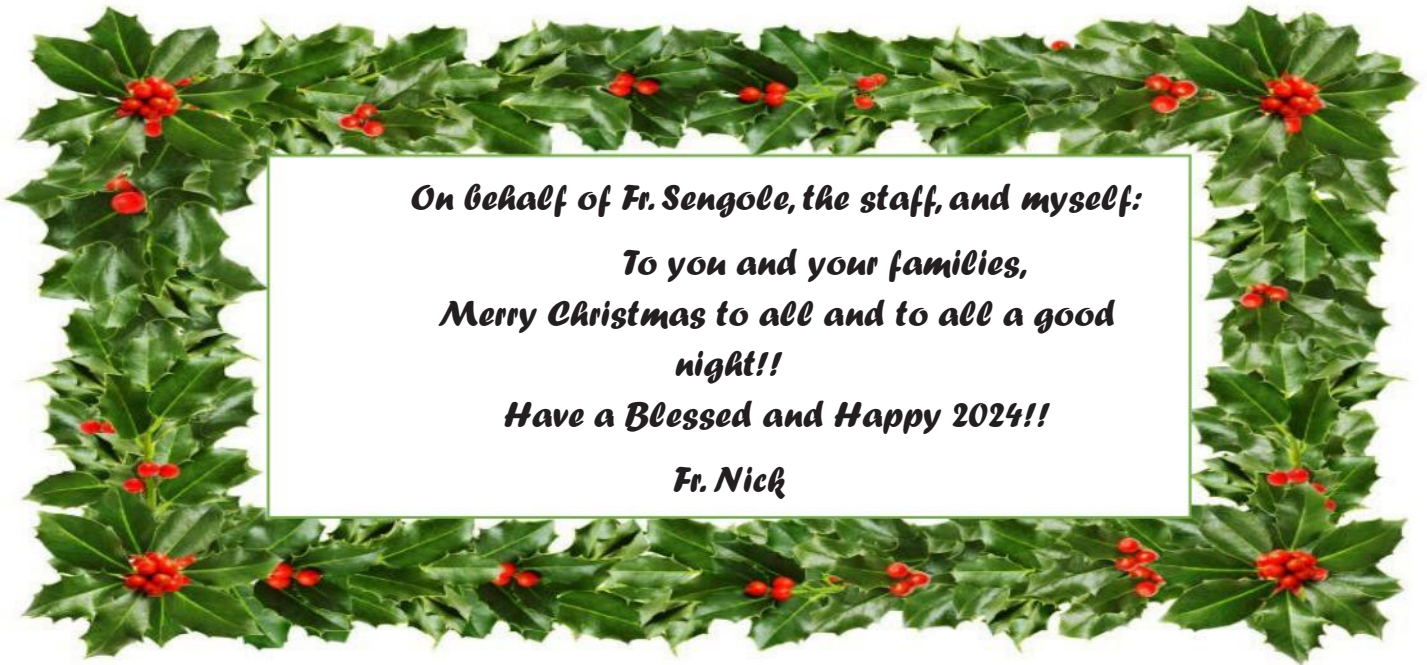 On behalf of Fr. Sengole, the staff, and myself:
To you and your families,
Merry Christmas to all and to all a good
night!!
Have a Blessed and Happy 2024!!
Fr. Nick